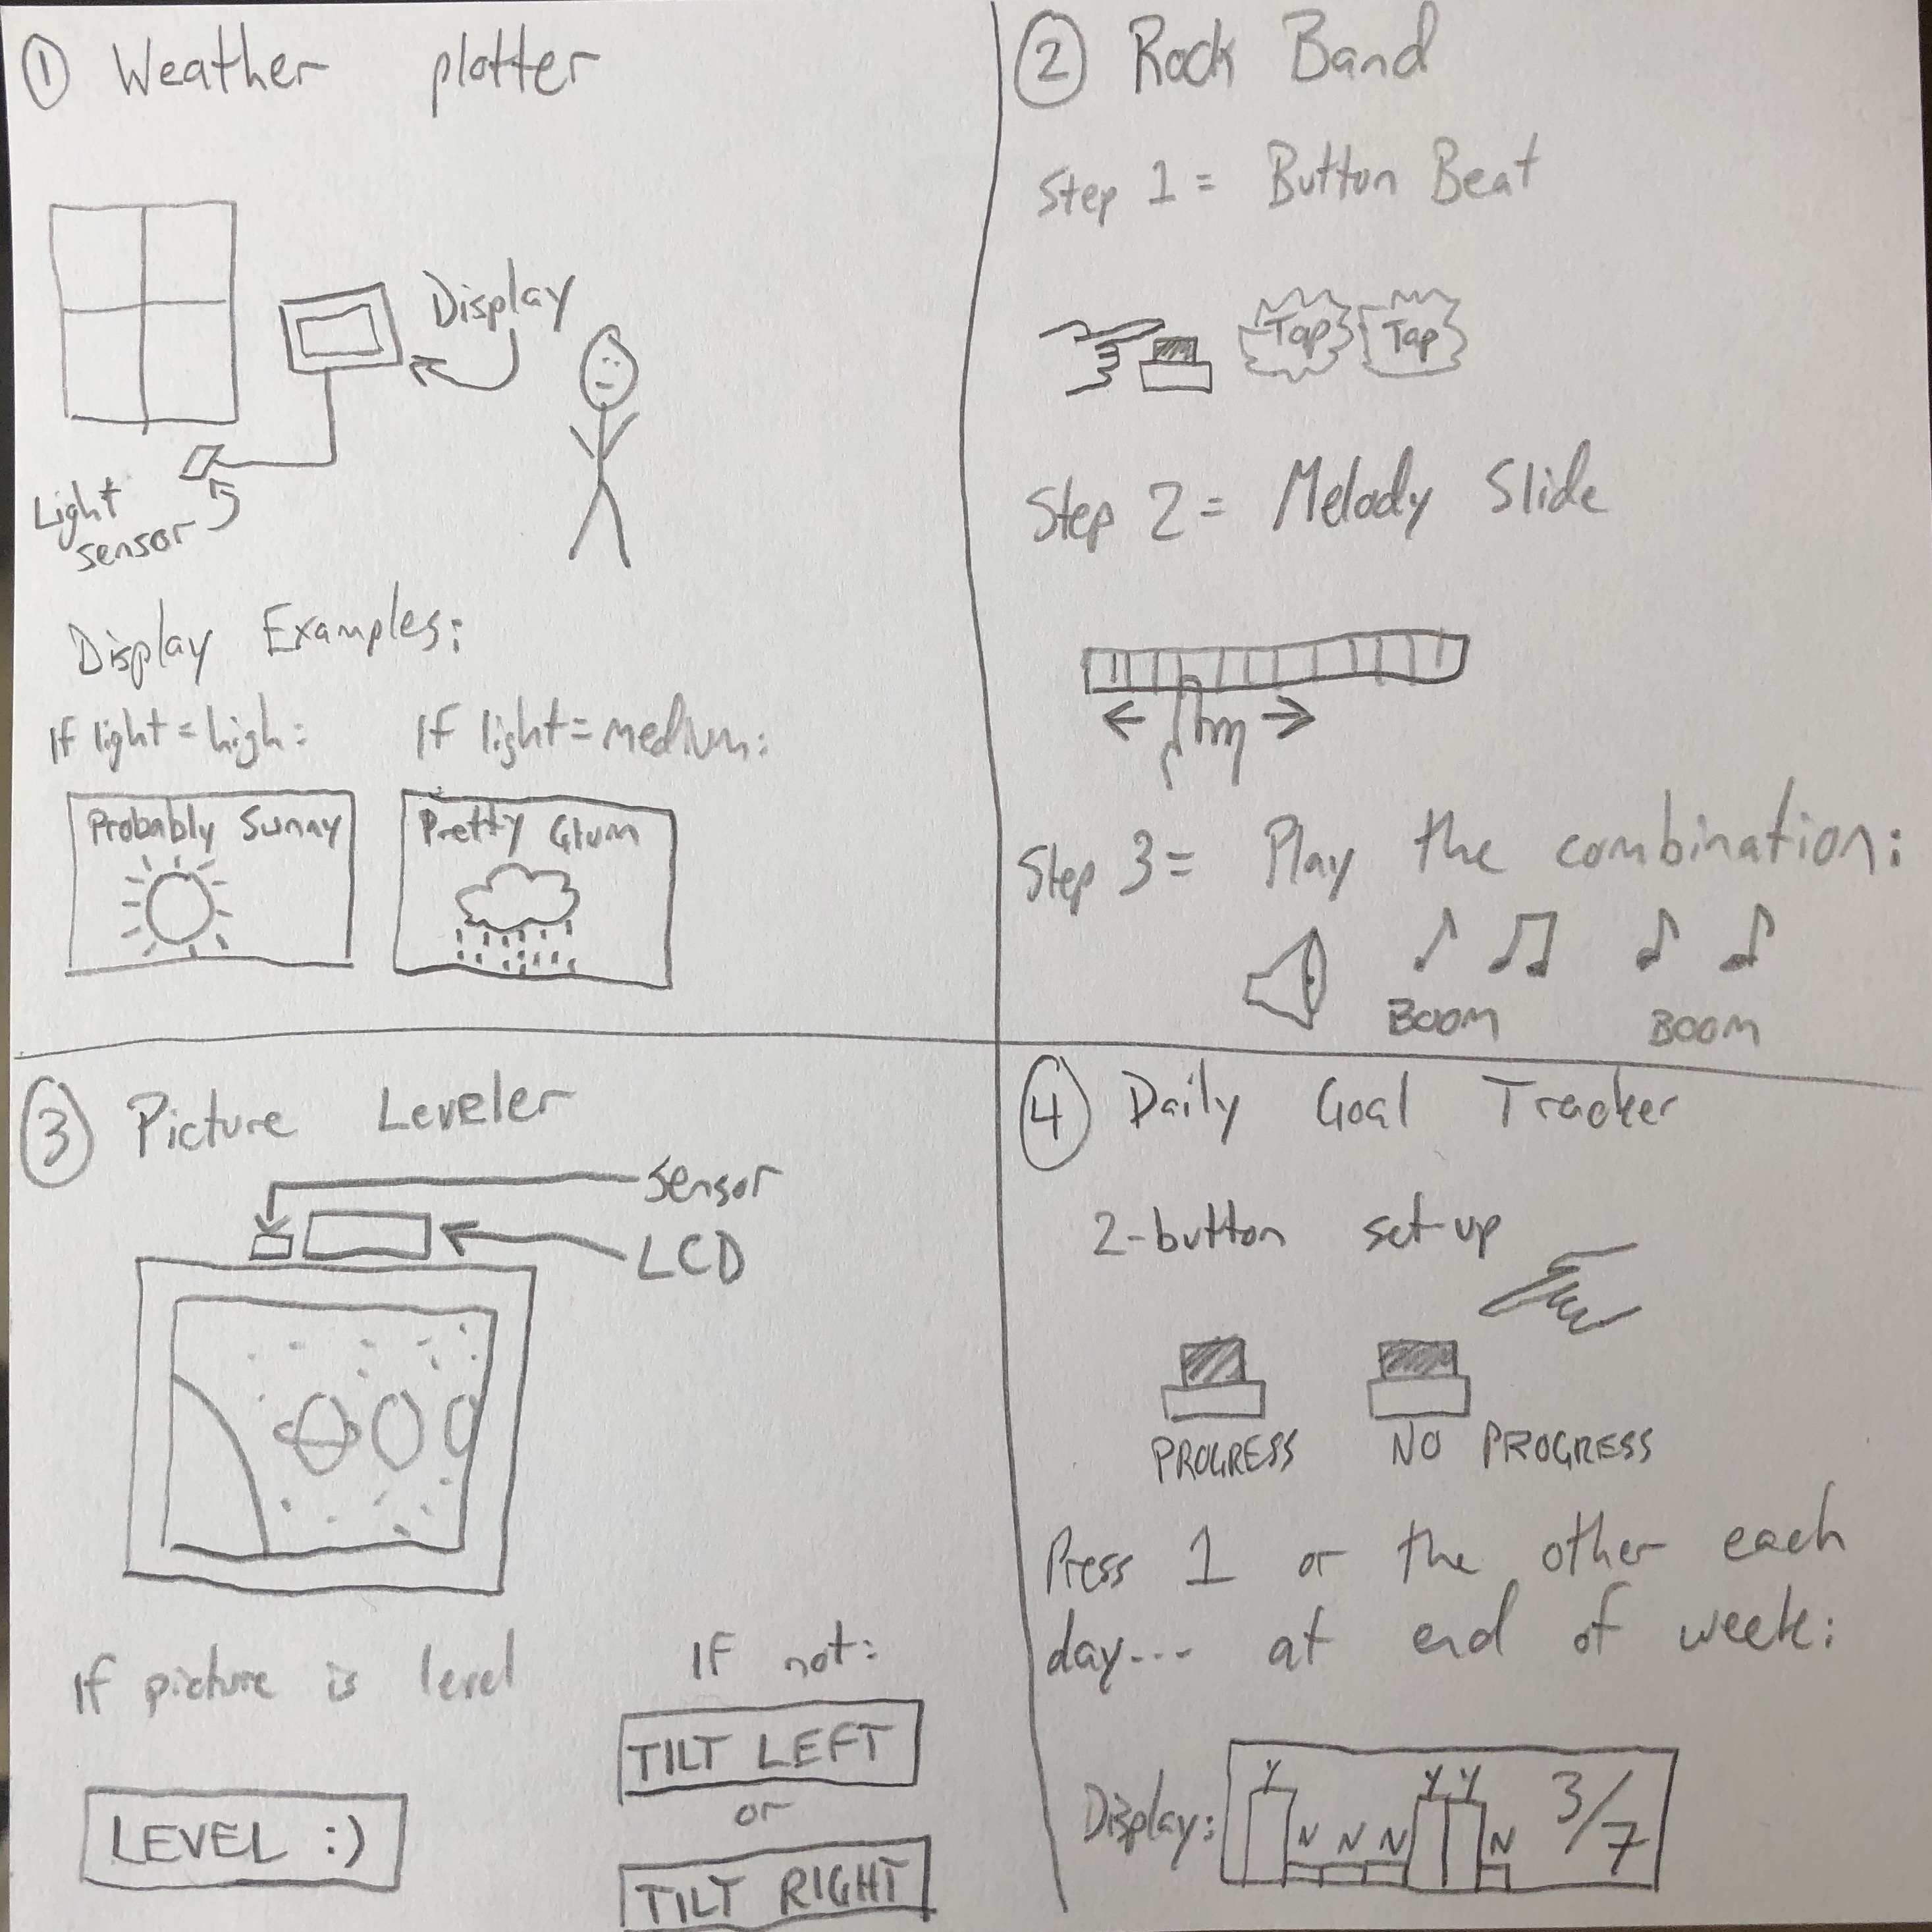 1 Weather plotter
Display
Light
sensor
Display Examples:
If light = high:
If light = medium:
Probably Sunny
Pretty Glum
2 Rock Band
Step 1 = Button Beat
Tap Tap
Step 2 = Melody Slide
Step 3 = Play the combination:
BOOM BOOM
3 Picture Leveler
Sensor
LCD
If picture is level
LEVEL :)
If not:
TILT LEFT
or
TILT RIGHT
4 Daily Goal Tracker
2-button set-up
PROGRESS
NO PROGRESS
Press 1 or the other each
day... at end of week:
Display:
Y N N N Y Y N 3/7